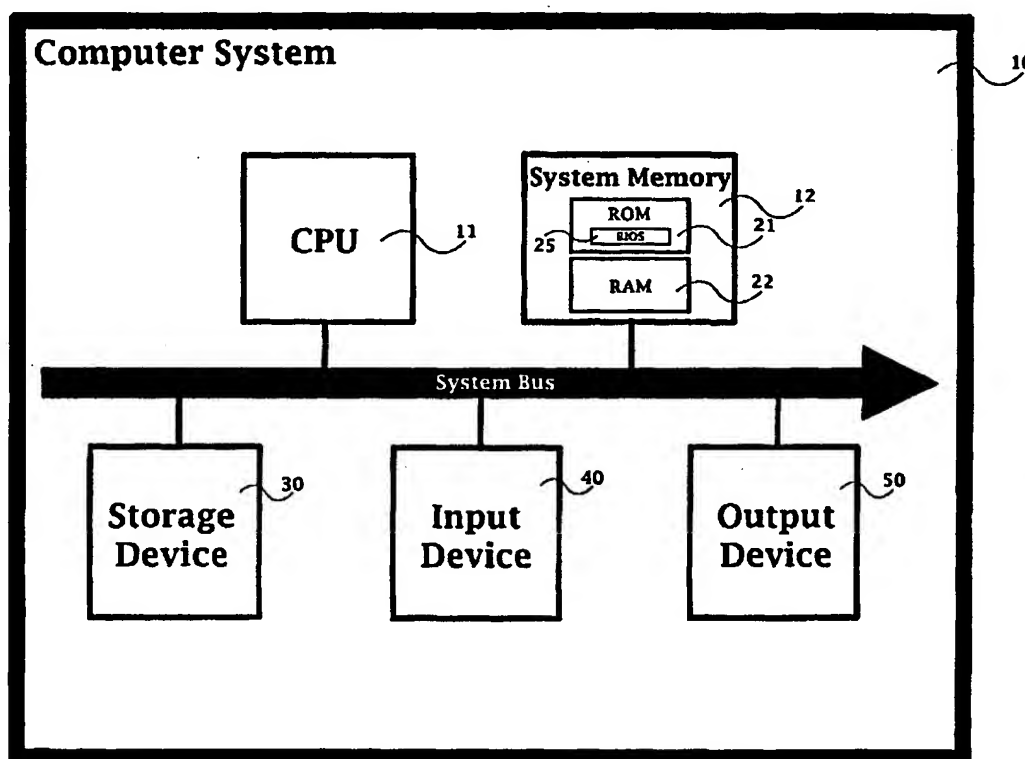 Computer System
10
CPU
11
System Memory
12
ROM
BIOS
25
21
RAM
22
System Bus
Storage
Device
30
Input
Device
40
Output
Device
50